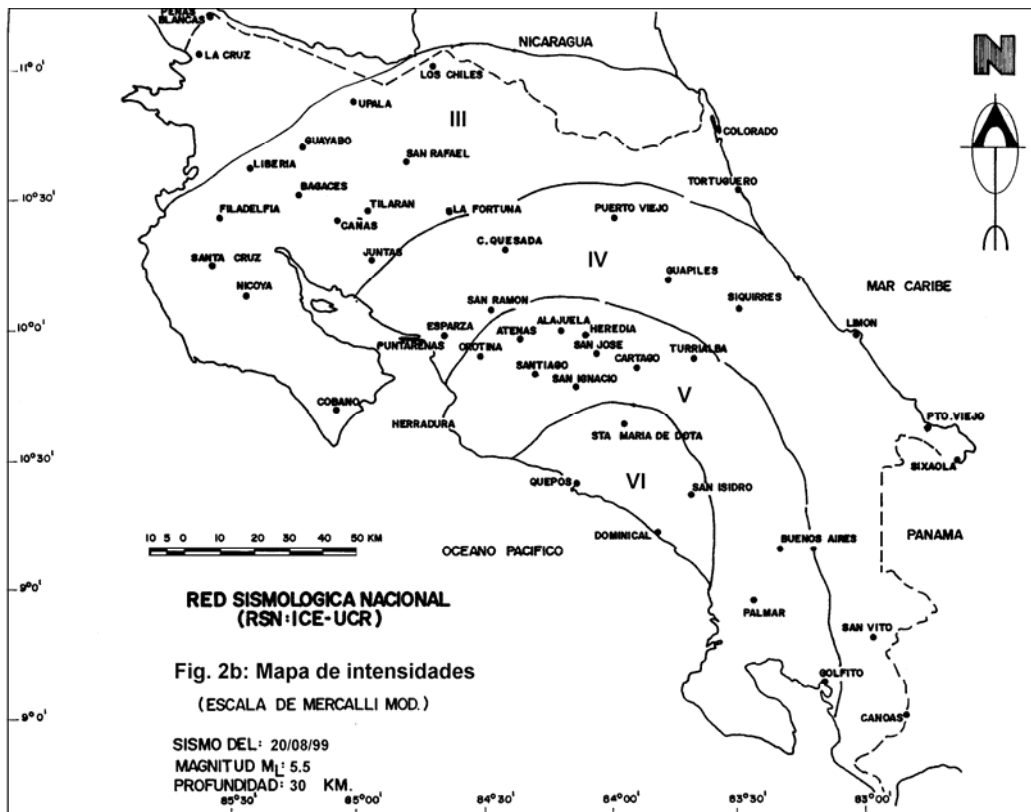 PEÑAS
BLANCAS
LA CRUZ
NICARAGUA
N
11°0'
LOS CHILES
UPALA
III
COLORADO
GUAYABO
SAN RAFAEL
LIBERIA
TORTUGUERO
10°30'
BAGACES
TILARAN
LA FORTUNA
PUERTO VIEJO
FILADELFIA
CAÑAS
C. QUESADA
SANTA CRUZ
JUNTAS
IV
GUAPILES
NICOYA
SIQUIRRES
MAR CARIBE
SAN RAMON
10°0'
ESPARZA
ATENAS
ALAJUELA
HEREDIA
LIMON
PUNTARENAS
OROTINA
SAN JOSE
TURRIALBA
SANTIAGO
CARTAGO
SAN IGNACIO
V
COBANO
HERRADURA
PTO. VIEJO
STA MARIA DE DOTA
10°30'
SIXAOLA
QUEPOS
VI
SAN ISIDRO
DOMINICAL
BUENOS AIRES
PANAMA
10 5 0 10 20 30 40 50 KM
OCEANO PACIFICO
9°0'
RED SISMOLOGICA NACIONAL
(RSN:ICE-UCR)
PALMAR
SAN VITO
Fig. 2b: Mapa de intensidades
GOLFITO
(ESCALA DE MERCALLI MOD.)
CANOAS
9°0'
SISMO DEL: 20/08/99
MAGNITUD ML: 5.5
PROFUNDIDAD: 30 KM.
85°30' 85°00' 84°30' 84°00' 83°30' 83°00'